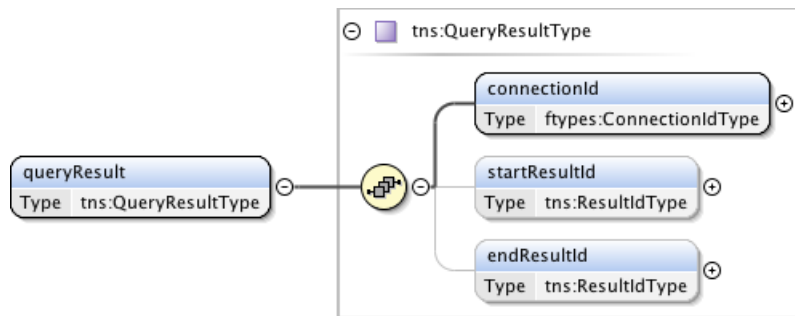 tns:QueryResultType
connectionId
Type ftypes:ConnectionIdType
queryResult
Type tns:QueryResultType
startResultId
Type tns:ResultIdType
endResultId
Type tns:ResultIdType